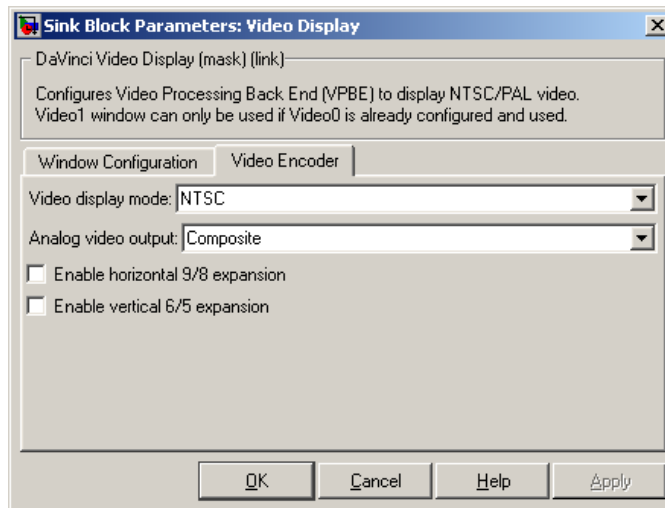 Sink Block Parameters: Video Display
DaVinci Video Display (mask) (link)
Configures Video Processing Back End (VPBE) to display NTSC/PAL video.
Video1 window can only be used if Video0 is already configured and used.
Window Configuration Video Encoder
Video display mode: NTSC
Analog video output: Composite
Enable horizontal 9/8 expansion
Enable vertical 6/5 expansion
OK Cancel Help Apply